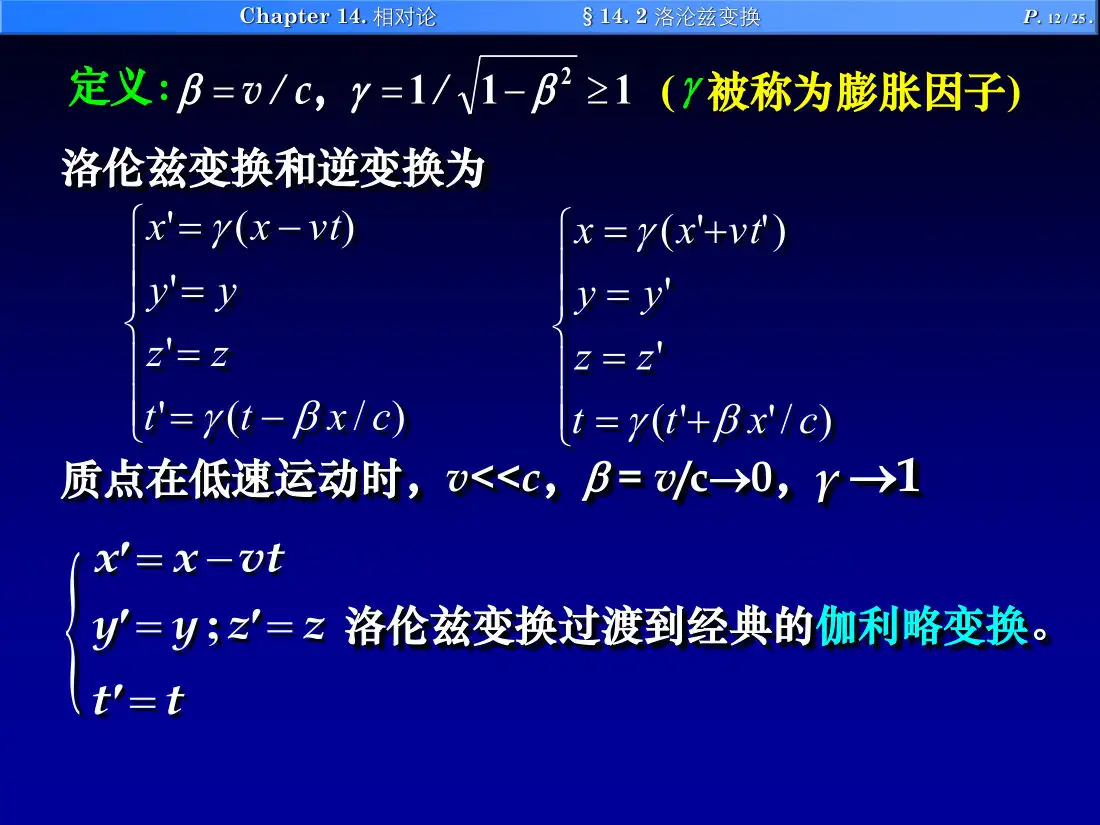 Chapter 14. 相对论 §14. 2 洛沦兹变换 P. 12 / 25 .
定义 : β = v / c, γ = 1 / √(1 − β²) ≥ 1 (γ 被称为膨胀因子)
洛伦兹变换和逆变换为
x' = γ (x − vt)
y' = y
z' = z
t' = γ (t − β x / c)
x = γ (x' + vt')
y = y'
z = z'
t = γ (t' + β x' / c)
质点在低速运动时，v<<c，β = v/c→0，γ →1
x′ = x − vt
y′ = y ; z′ = z 洛伦兹变换过渡到经典的伽利略变换。
t′ = t